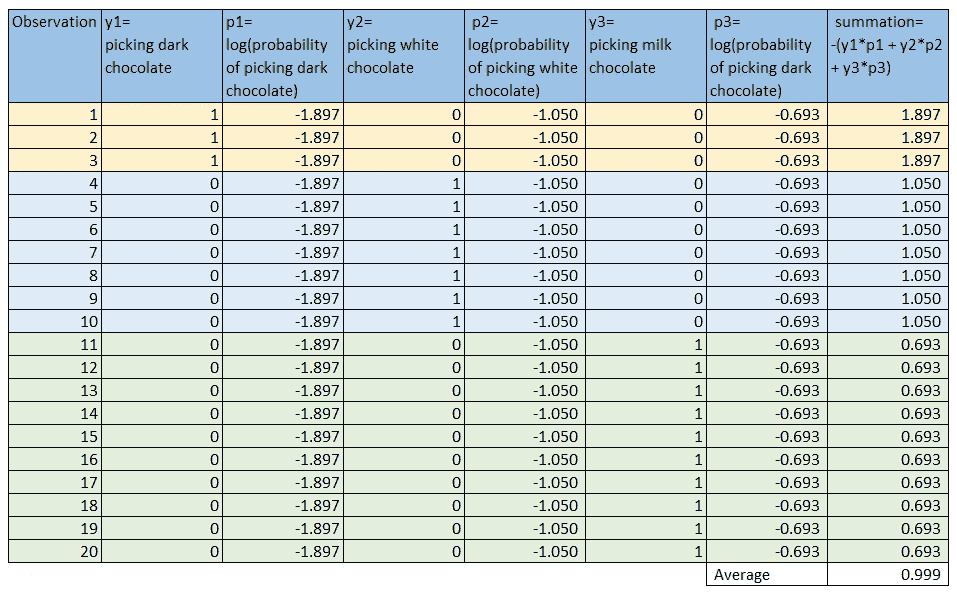 Observation y1= p1= y2= p2= y3= p3= summation=
picking dark log(probability picking white log(probability picking milk log(probability -(y1*p1 + y2*p2
chocolate of picking dark chocolate of picking white chocolate of picking dark + y3*p3)
chocolate) chocolate) chocolate)
1 1 -1.897 0 -1.050 0 -0.693 1.897
2 1 -1.897 0 -1.050 0 -0.693 1.897
3 1 -1.897 0 -1.050 0 -0.693 1.897
4 0 -1.897 1 -1.050 0 -0.693 1.050
5 0 -1.897 1 -1.050 0 -0.693 1.050
6 0 -1.897 1 -1.050 0 -0.693 1.050
7 0 -1.897 1 -1.050 0 -0.693 1.050
8 0 -1.897 1 -1.050 0 -0.693 1.050
9 0 -1.897 1 -1.050 0 -0.693 1.050
10 0 -1.897 1 -1.050 0 -0.693 1.050
11 0 -1.897 0 -1.050 1 -0.693 0.693
12 0 -1.897 0 -1.050 1 -0.693 0.693
13 0 -1.897 0 -1.050 1 -0.693 0.693
14 0 -1.897 0 -1.050 1 -0.693 0.693
15 0 -1.897 0 -1.050 1 -0.693 0.693
16 0 -1.897 0 -1.050 1 -0.693 0.693
17 0 -1.897 0 -1.050 1 -0.693 0.693
18 0 -1.897 0 -1.050 1 -0.693 0.693
19 0 -1.897 0 -1.050 1 -0.693 0.693
20 0 -1.897 0 -1.050 1 -0.693 0.693
Average 0.999